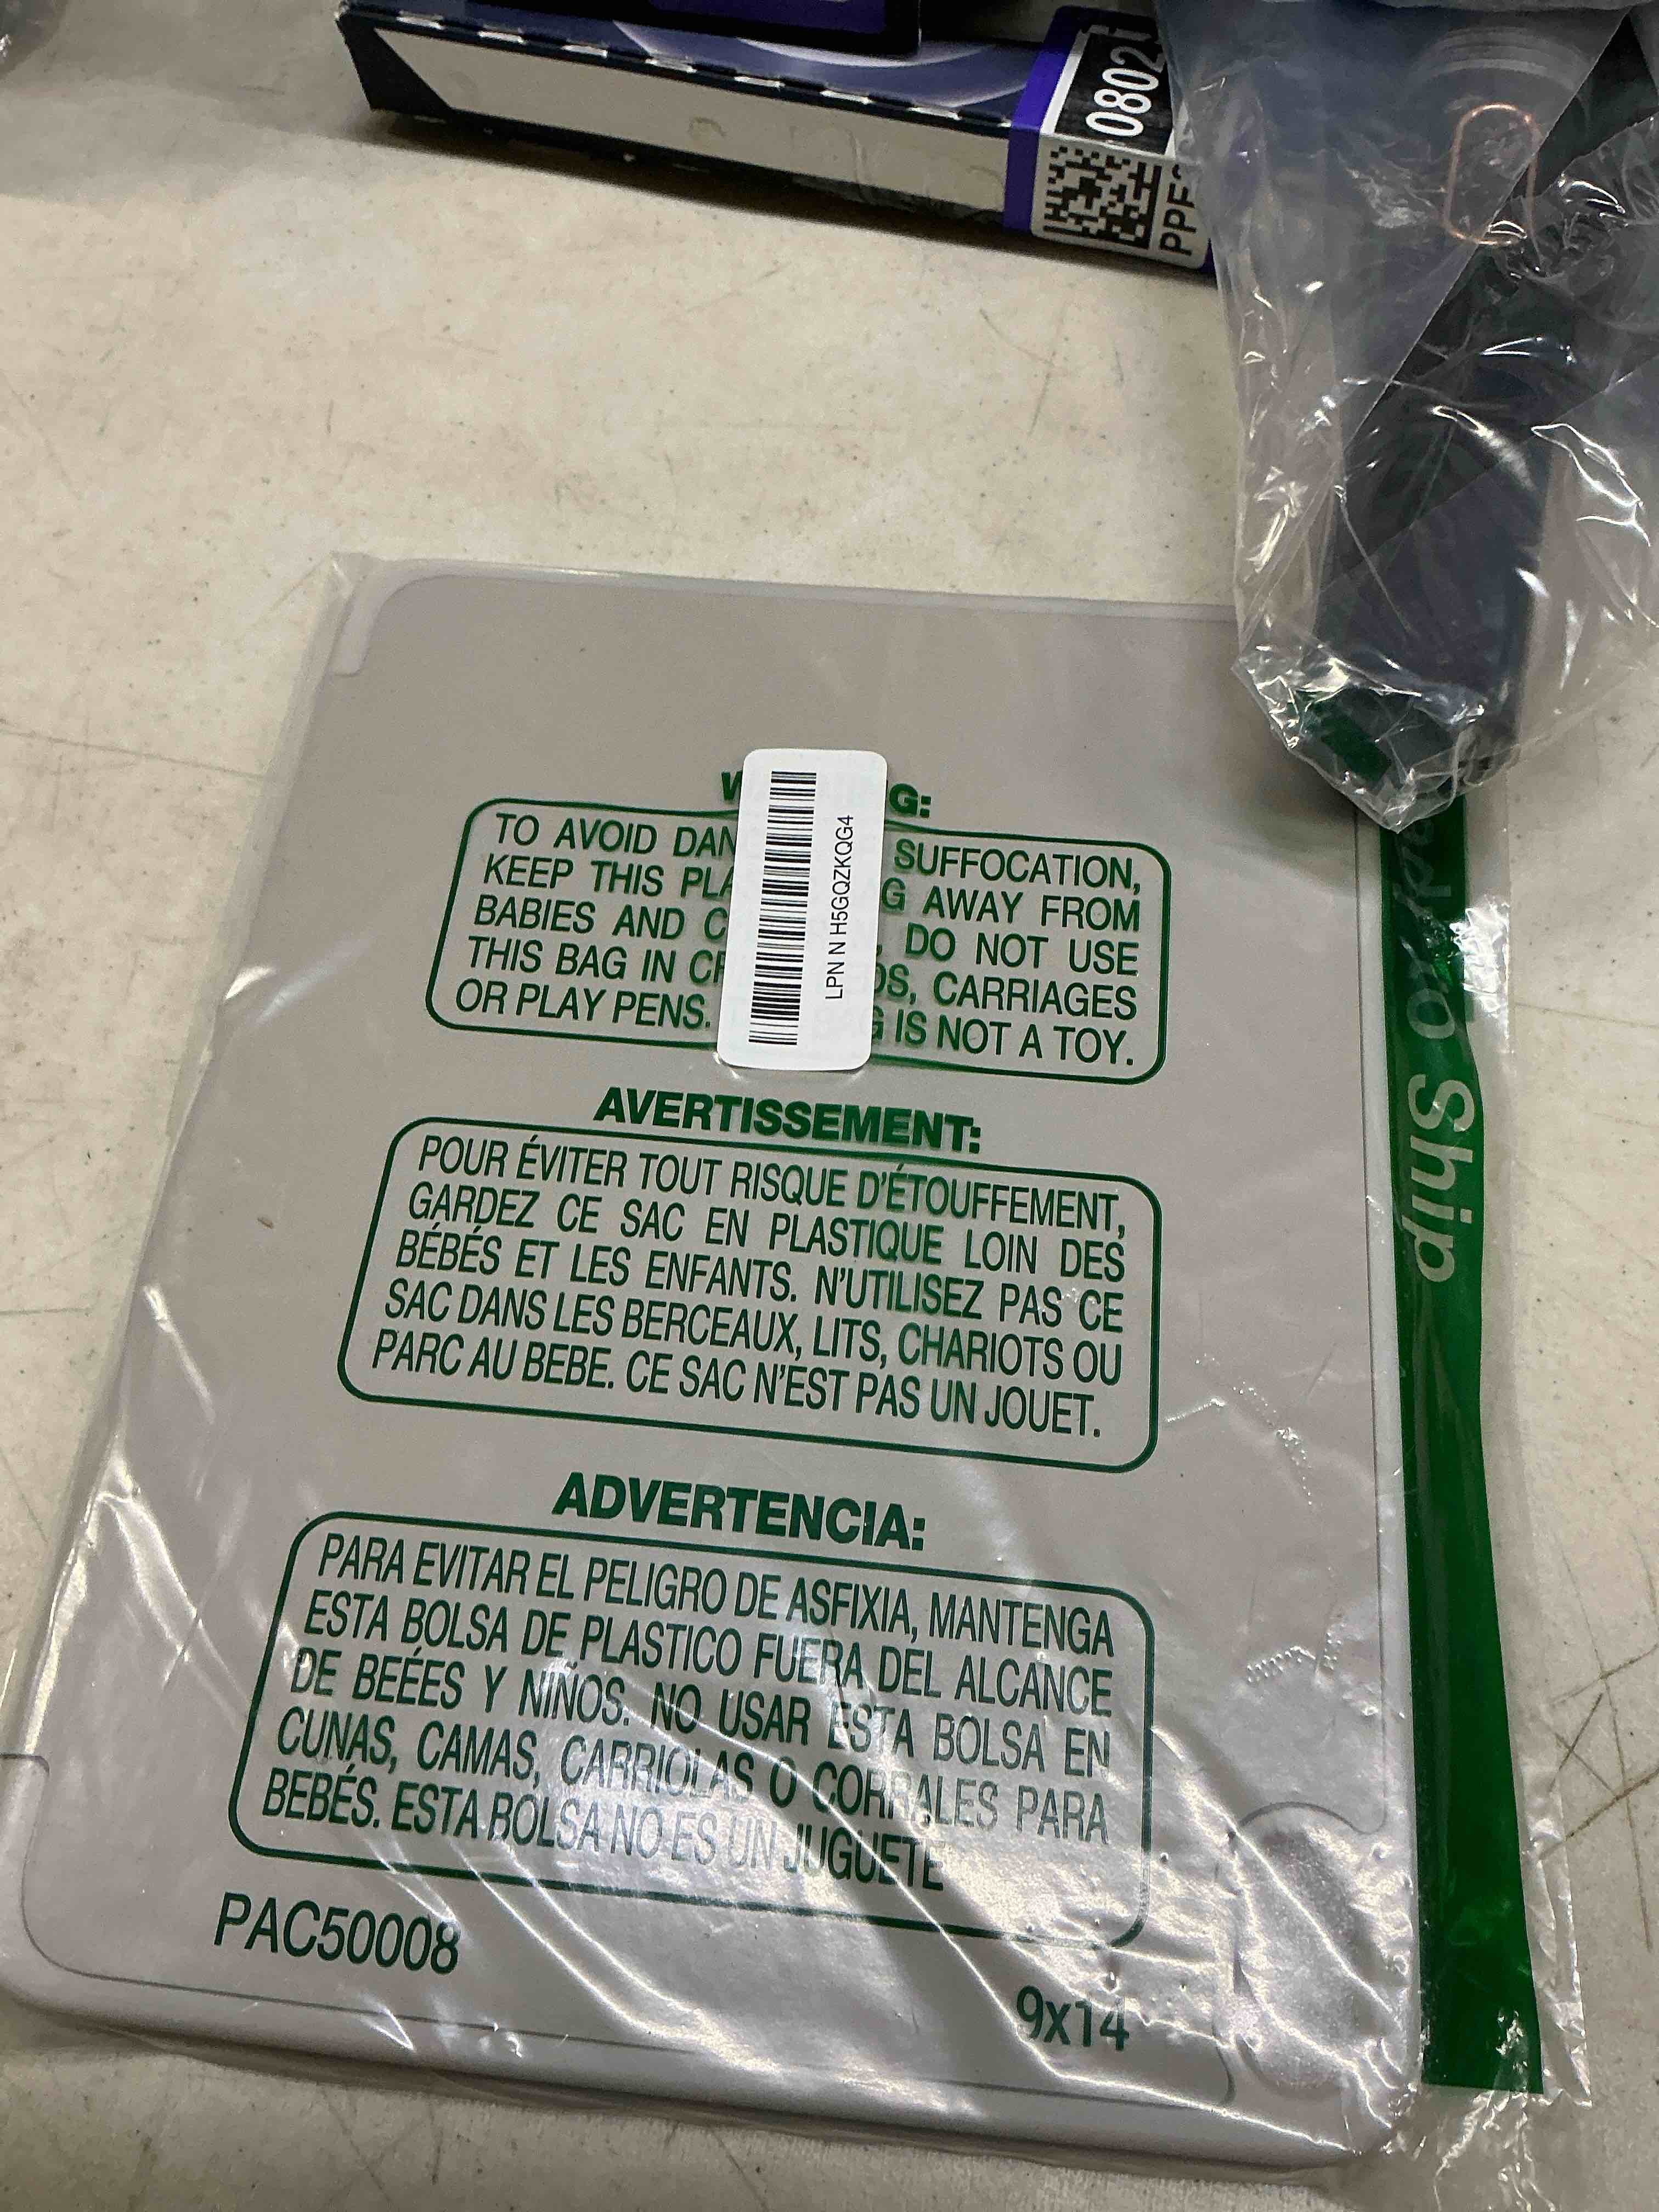 0802
PPF
W G:
TO AVOID DAN SUFFOCATION,
KEEP THIS PLA G AWAY FROM
BABIES AND C . DO NOT USE
THIS BAG IN CR DS, CARRIAGES
OR PLAY PENS. G IS NOT A TOY.
LPN N H5GQZKQG4
AVERTISSEMENT:
POUR ÉVITER TOUT RISQUE D'ÉTOUFFEMENT,
GARDEZ CE SAC EN PLASTIQUE LOIN DES
BÉBÉS ET LES ENFANTS. N'UTILISEZ PAS CE
SAC DANS LES BERCEAUX, LITS, CHARIOTS OU
PARC AU BEBE. CE SAC N'EST PAS UN JOUET.
ADVERTENCIA:
PARA EVITAR EL PELIGRO DE ASFIXIA, MANTENGA
ESTA BOLSA DE PLASTICO FUERA DEL ALCANCE
DE BEÉES Y NIÑOS. NO USAR ESTA BOLSA EN
CUNAS, CAMAS, CARRIOLAS O CORRALES PARA
BEBÉS. ESTA BOLSA NO ES UN JUGUETE
PAC50008
9x14
to Ship